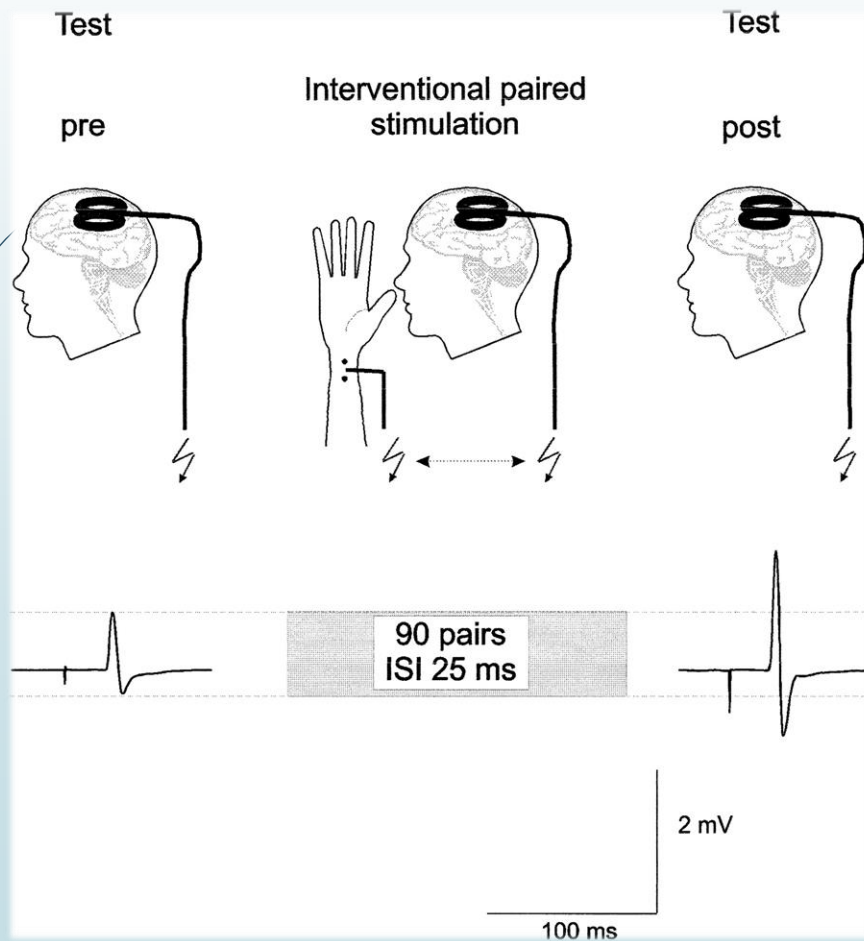 Test
Test
Interventional paired
stimulation
pre
post
90 pairs
ISI 25 ms
2 mV
100 ms